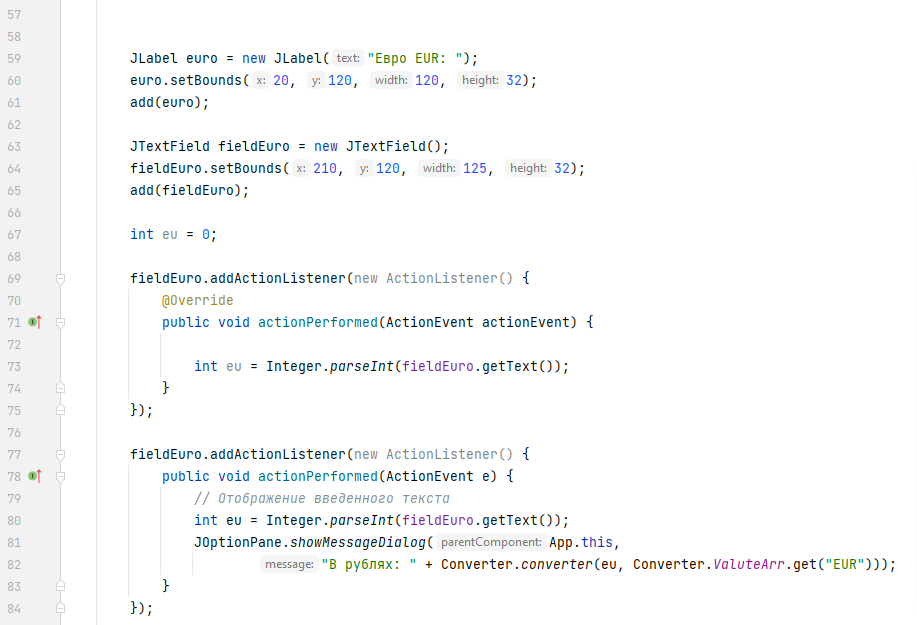 57
58
59 JLabel euro = new JLabel( text: "Евро EUR: ");
60 euro.setBounds( x: 20, y: 120, width: 120, height: 32);
61 add(euro);
62
63 JTextField fieldEuro = new JTextField();
64 fieldEuro.setBounds( x: 210, y: 120, width: 125, height: 32);
65 add(fieldEuro);
66
67 int eu = 0;
68
69 fieldEuro.addActionListener(new ActionListener() {
70 @Override
71 public void actionPerformed(ActionEvent actionEvent) {
72
73 int eu = Integer.parseInt(fieldEuro.getText());
74 }
75 });
76
77 fieldEuro.addActionListener(new ActionListener() {
78 public void actionPerformed(ActionEvent e) {
79 // Отображение введенного текста
80 int eu = Integer.parseInt(fieldEuro.getText());
81 JOptionPane.showMessageDialog( parentComponent: App.this,
82 message: "В рублях: " + Converter.converter(eu, Converter.ValuteArr.get("EUR")));
83 }
84 });